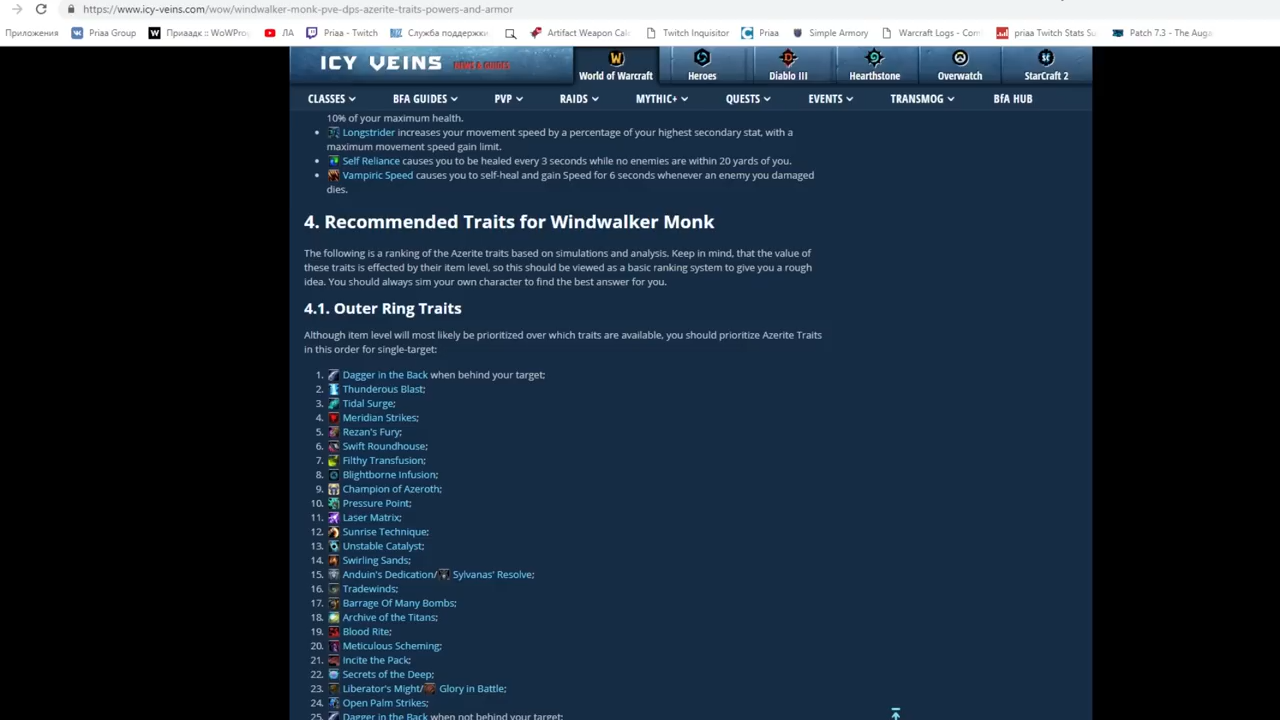 https://www.icy-veins.com/wow/windwalker-monk-pve-dps-azerite-traits-powers-and-armor
Приложения Priaa Group Приаадк :: WoWPro ЛА Priaa - Twitch Служба поддержки, Artifact Weapon Cal Twitch Inquisitor Priaa Simple Armory Warcraft Logs - Com priaa Twitch Stats Su Patch 7.3 - The Auga
ICY VEINS NEWS & GUIDES World of Warcraft Heroes Diablo III Hearthstone Overwatch StarCraft 2
CLASSES BFA GUIDES PVP RAIDS MYTHIC+ QUESTS EVENTS TRANSMOG BfA HUB
10% of your maximum health.
Longstrider increases your movement speed by a percentage of your highest secondary stat, with a
maximum movement speed gain limit.
Self Reliance causes you to be healed every 3 seconds while no enemies are within 20 yards of you.
Vampiric Speed causes you to self-heal and gain Speed for 6 seconds whenever an enemy you damaged
dies.
4. Recommended Traits for Windwalker Monk
The following is a ranking of the Azerite traits based on simulations and analysis. Keep in mind, that the value of
these traits is effected by their item level, so this should be viewed as a basic ranking system to give you a rough
idea. You should always sim your own character to find the best answer for you.
4.1. Outer Ring Traits
Although item level will most likely be prioritized over which traits are available, you should prioritize Azerite Traits
in this order for single-target:
1. Dagger in the Back when behind your target;
2. Thunderous Blast;
3. Tidal Surge;
4. Meridian Strikes;
5. Rezan's Fury;
6. Swift Roundhouse;
7. Filthy Transfusion;
8. Blightborne Infusion;
9. Champion of Azeroth;
10. Pressure Point;
11. Laser Matrix;
12. Sunrise Technique;
13. Unstable Catalyst;
14. Swirling Sands;
15. Anduin's Dedication/ Sylvanas' Resolve;
16. Tradewinds;
17. Barrage Of Many Bombs;
18. Archive of the Titans;
19. Blood Rite;
20. Meticulous Scheming;
21. Incite the Pack;
22. Secrets of the Deep;
23. Liberator's Might/ Glory in Battle;
24. Open Palm Strikes;
25. Dagger in the Back when not behind your target;